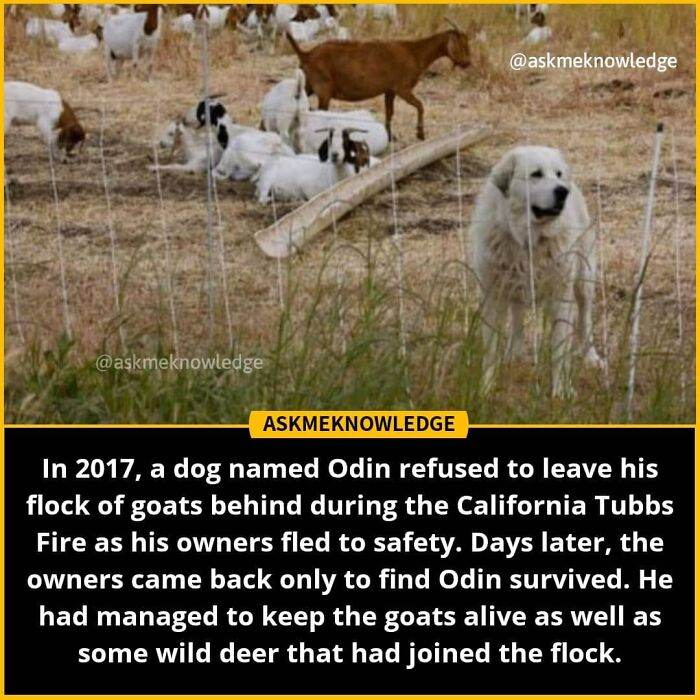 @askmeknowledge
@askmeknowledge
ASKMEKNOWLEDGE
In 2017, a dog named Odin refused to leave his
flock of goats behind during the California Tubbs
Fire as his owners fled to safety. Days later, the
owners came back only to find Odin survived. He
had managed to keep the goats alive as well as
some wild deer that had joined the flock.